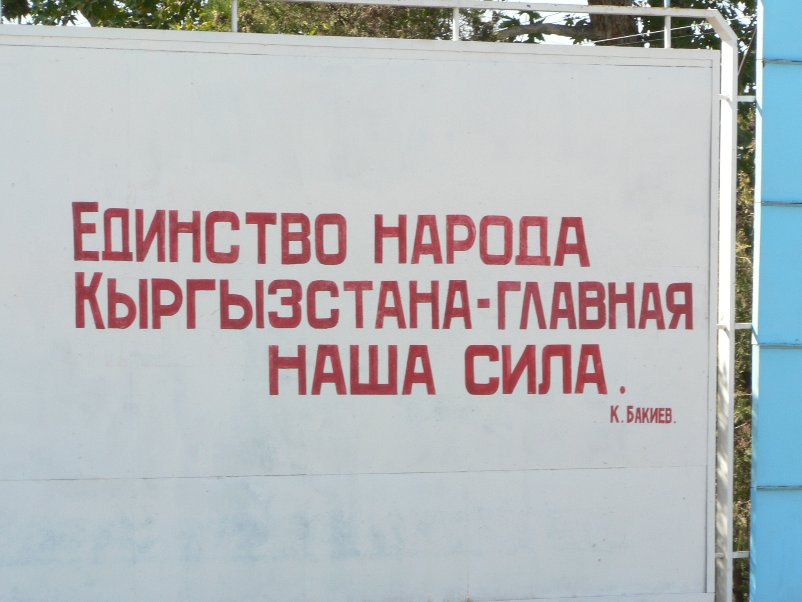 Единство народа
Кыргызстана-главная
наша сила.
К. Бакиев.